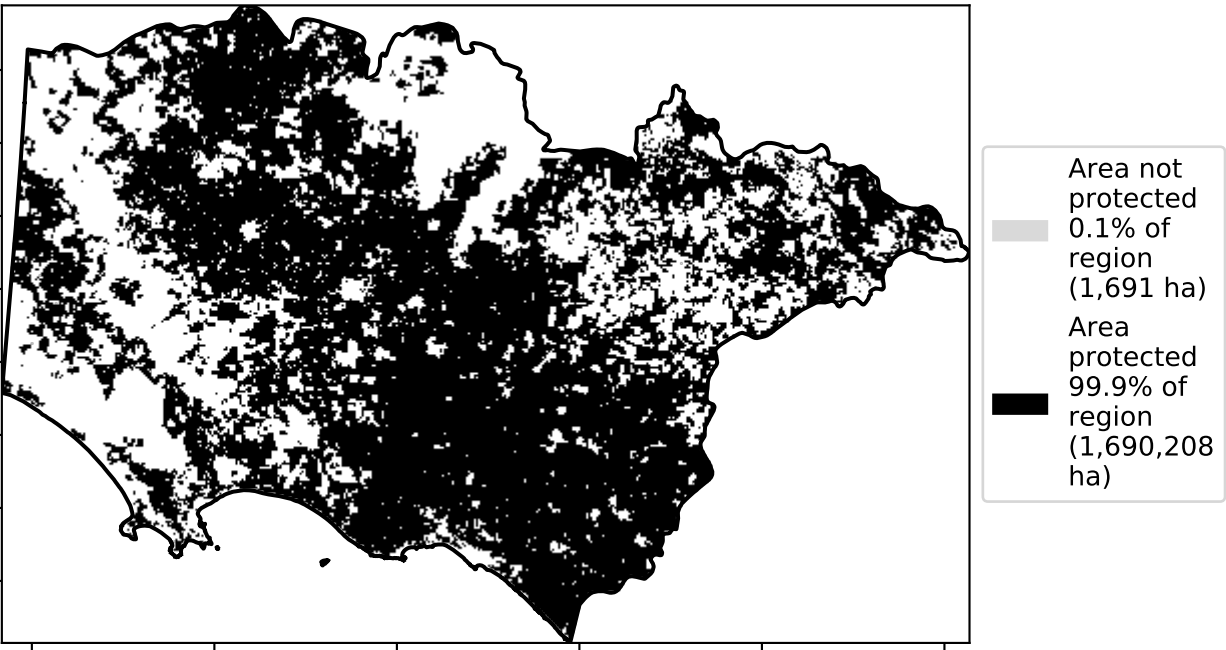 Area not
protected
0.1% of
region
(1,691 ha)
Area
protected
99.9% of
region
(1,690,208
ha)